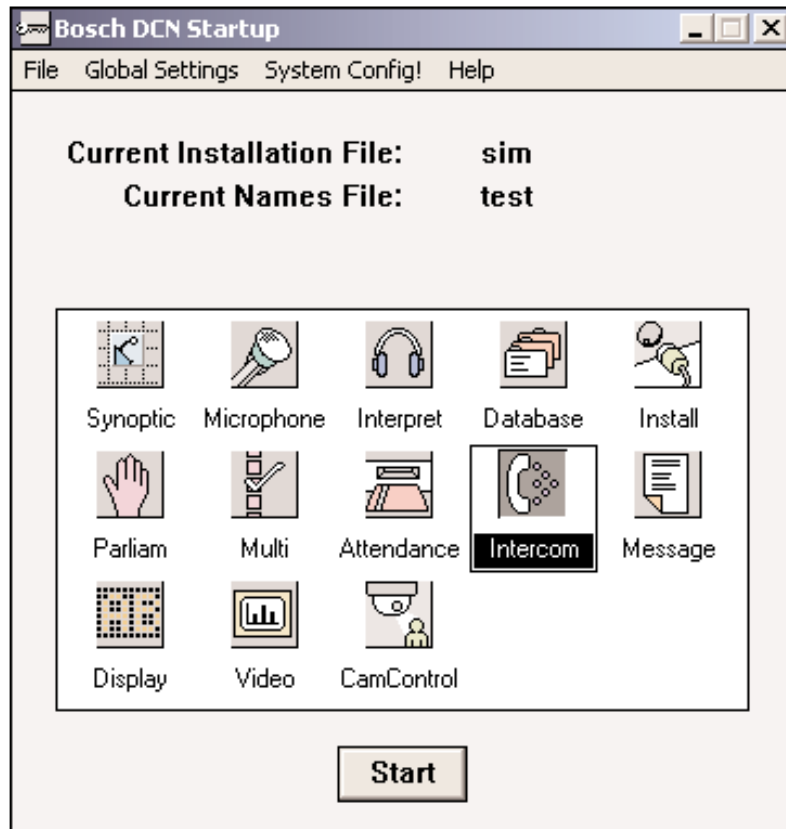 Bosch DCN Startup
File Global Settings System Config! Help
Current Installation File: sim
Current Names File: test
Synoptic Microphone Interpret Database Install
Parliam Multi Attendance Intercom Message
Display Video CamControl
Start